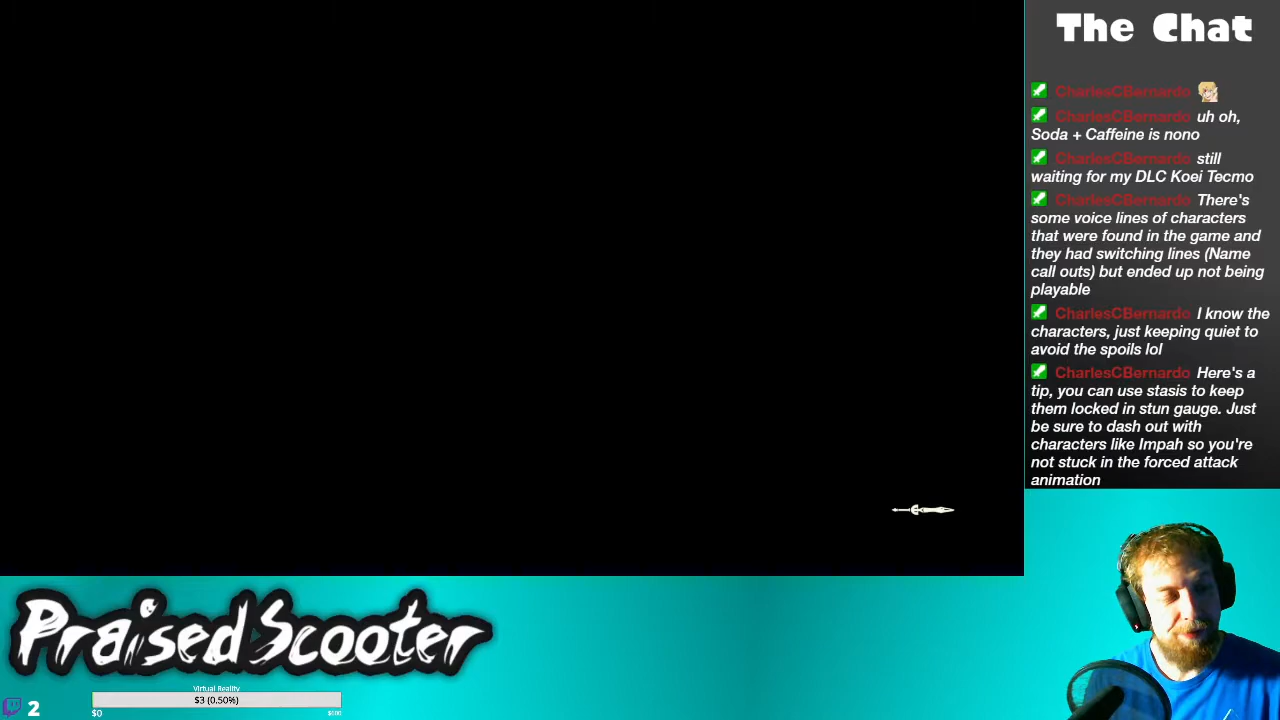 The Chat
CharlesCBernardo
CharlesCBernardo uh oh,
Soda + Caffeine is nono
CharlesCBernardo still
waiting for my DLC Koei Tecmo
CharlesCBernardo There's
some voice lines of characters
that were found in the game and
they had switching lines (Name
call outs) but ended up not being
playable
CharlesCBernardo I know the
characters, just keeping quiet to
avoid the spoils lol
CharlesCBernardo Here's a
tip, you can use stasis to keep
them locked in stun gauge. Just
be sure to dash out with
characters like Impah so you're
not stuck in the forced attack
animation
PraisedScooter
Virtual Reality
$3 (0.50%)
2
$0